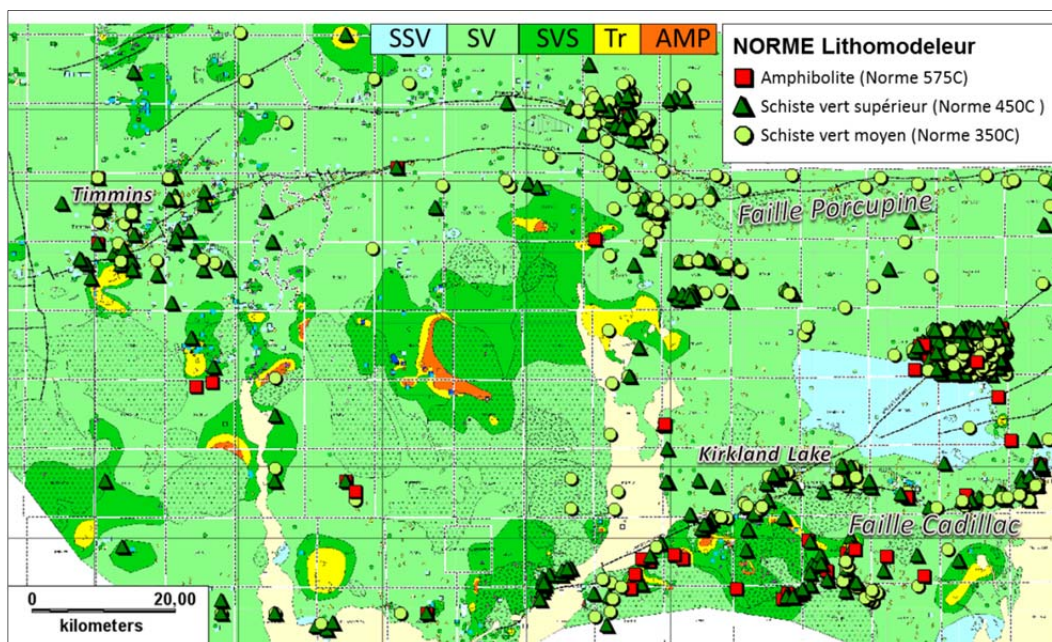 SSV SV SVS Tr AMP
NORME Lithomodeleur
Amphibolite (Norme 575C)
Schiste vert supérieur (Norme 450C )
Schiste vert moyen (Norme 350C)
Timmins
Faille Porcupine
Kirkland Lake
Faille Cadillac
0 20,00
kilometers